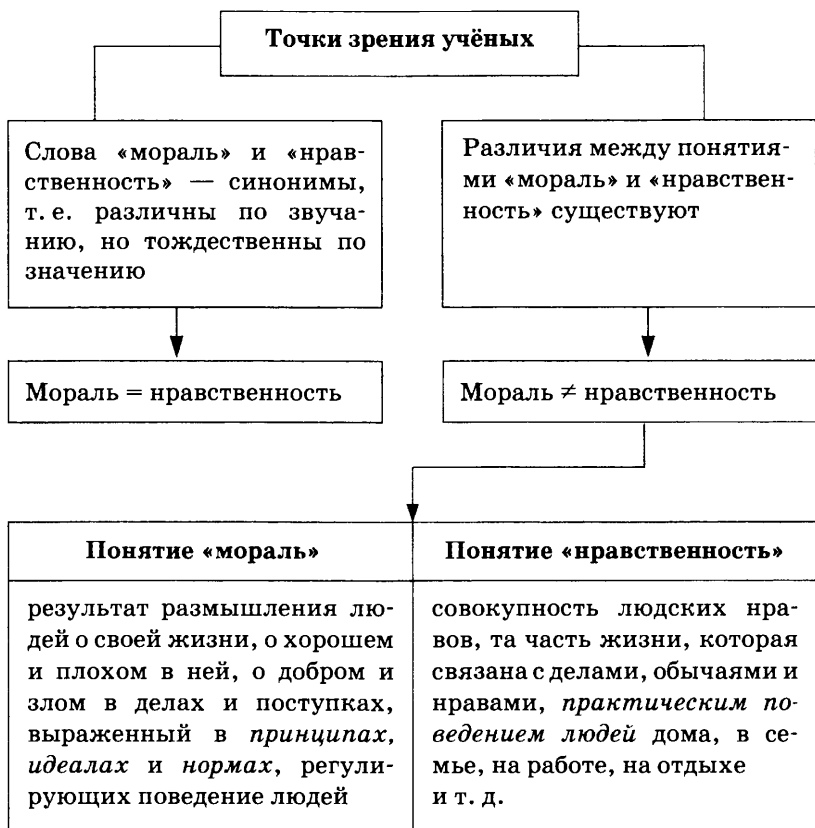 Точки зрения учёных
Слова «мораль» и «нрав-
ственность» — синонимы,
т. е. различны по звуча-
нию, но тождественны по
значению
Различия между понятия-
ми «мораль» и «нравствен-
ность» существуют
Мораль = нравственность
Мораль ≠ нравственность
Понятие «мораль»
результат размышления лю-
дей о своей жизни, о хорошем
и плохом в ней, о добром и
злом в делах и поступках,
выраженный в принципах,
идеалах и нормах, регули-
рующих поведение людей
Понятие «нравственность»
совокупность людских нра-
вов, та часть жизни, которая
связана с делами, обычаями и
нравами, практическим по-
ведением людей дома, в се-
мье, на работе, на отдыхе
и т. д.